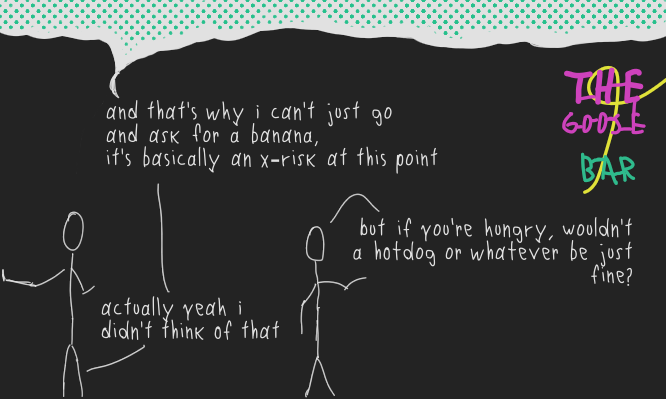 and that's why i can't just go
and ask for a banana,
it's basically an x-risk at this point
THE
GOOSE
BAR
but if you're hungry, wouldn't
a hotdog or whatever be just
fine?
actually yeah i
didn't think of that